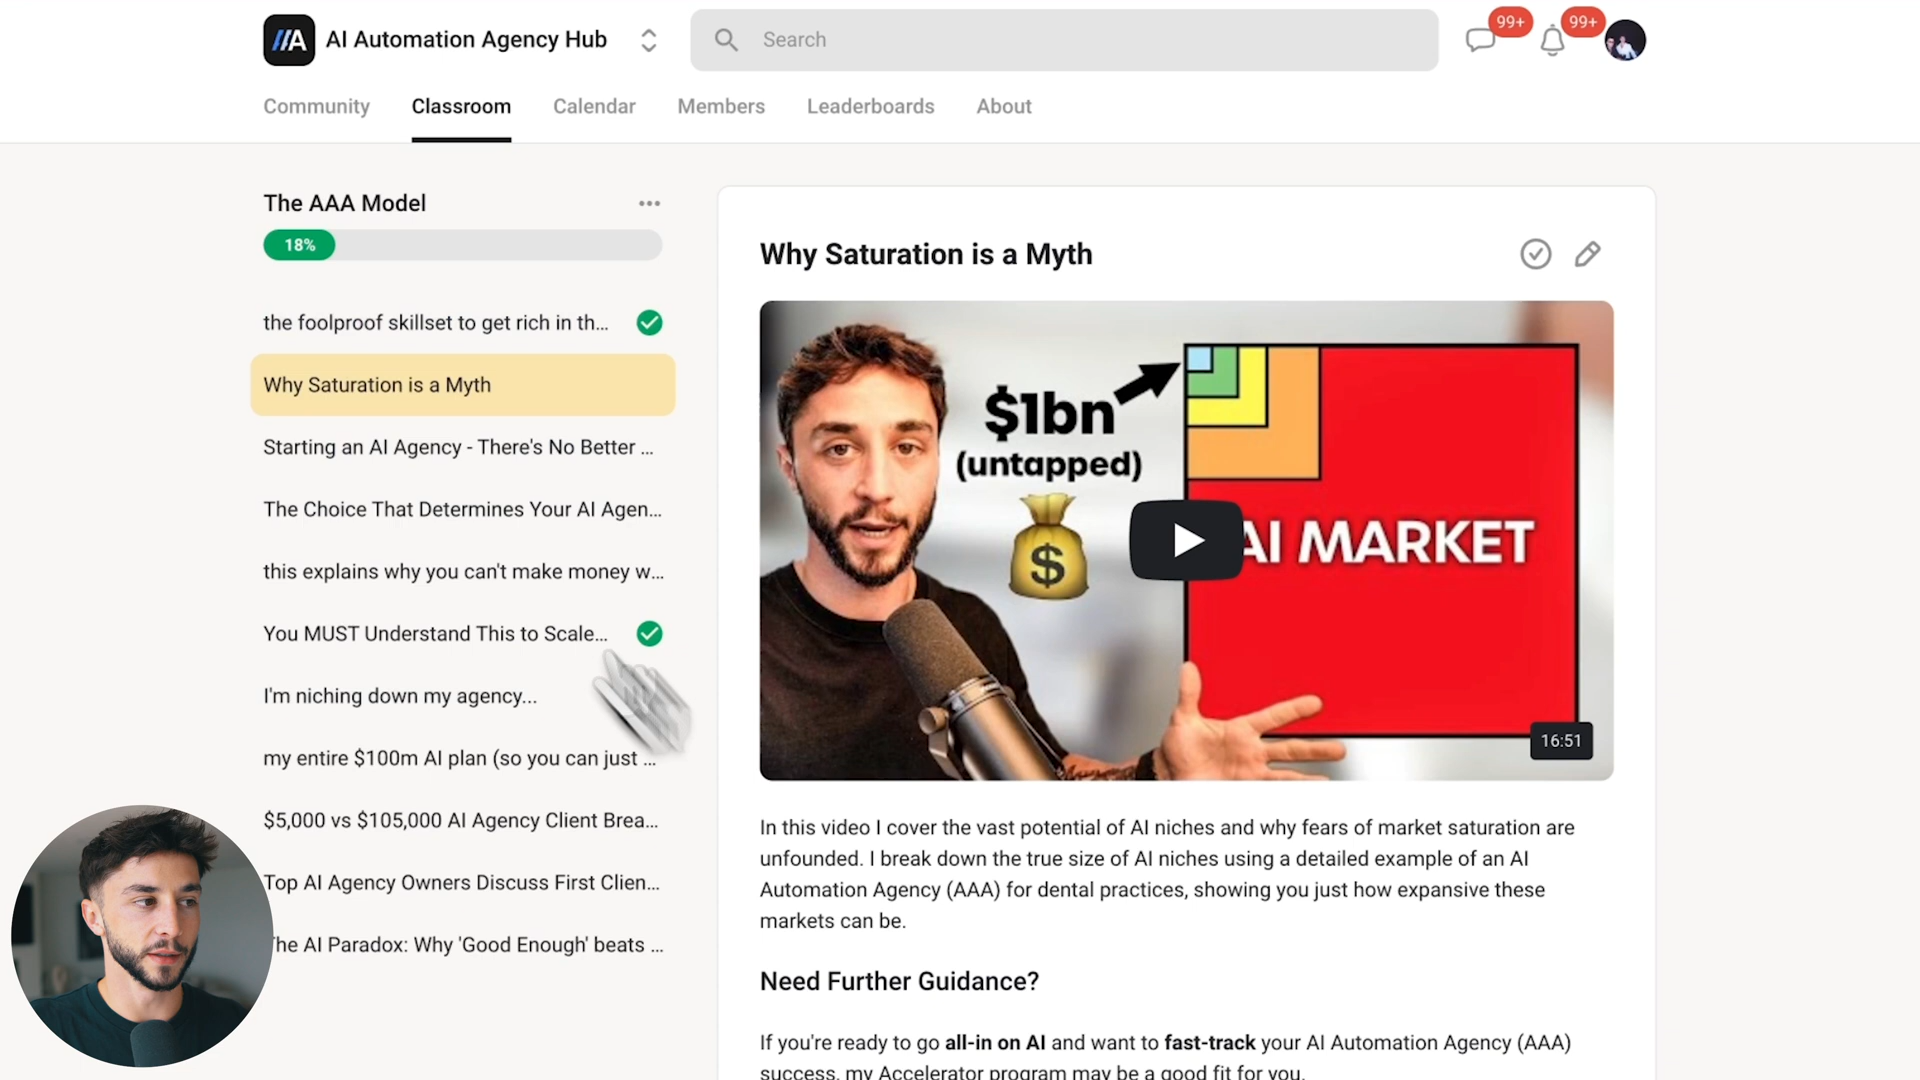 AI Automation Agency Hub
Search
99+
99+
Community
Classroom
Calendar
Members
Leaderboards
About
The AAA Model
18%
the foolproof skillset to get rich in th...
Why Saturation is a Myth
Starting an AI Agency - There's No Better ...
The Choice That Determines Your AI Agen...
this explains why you can't make money w...
You MUST Understand This to Scale...
I'm niching down my agency...
my entire $100m AI plan (so you can just ...
$5,000 vs $105,000 AI Agency Client Brea...
Top AI Agency Owners Discuss First Clien...
The AI Paradox: Why 'Good Enough' beats ...
Why Saturation is a Myth
$1bn
(untapped)
$
AI MARKET
16:51
In this video I cover the vast potential of AI niches and why fears of market saturation are
unfounded. I break down the true size of AI niches using a detailed example of an AI
Automation Agency (AAA) for dental practices, showing you just how expansive these
markets can be.
Need Further Guidance?
If you're ready to go all-in on AI and want to fast-track your AI Automation Agency (AAA)
success, my Accelerator program may be a good fit for you.